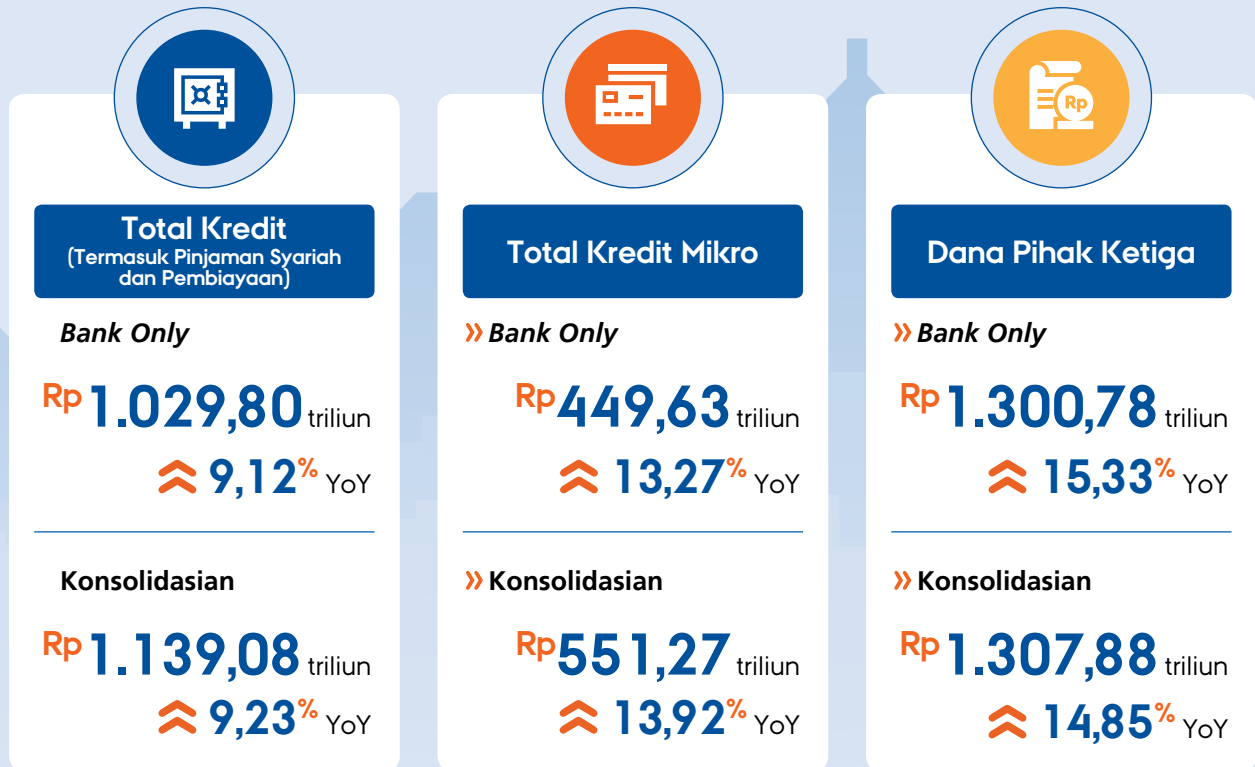 Rp
Total Kredit
(Termasuk Pinjaman Syariah
dan Pembiayaan)
Bank Only
Rp 1.029,80 triliun
9,12% YoY
Konsolidasian
Rp 1.139,08 triliun
9,23% YoY
Total Kredit Mikro
» Bank Only
Rp 449,63 triliun
13,27% YoY
» Konsolidasian
Rp 551,27 triliun
13,92% YoY
Dana Pihak Ketiga
» Bank Only
Rp 1.300,78 triliun
15,33% YoY
» Konsolidasian
Rp 1.307,88 triliun
14,85% YoY